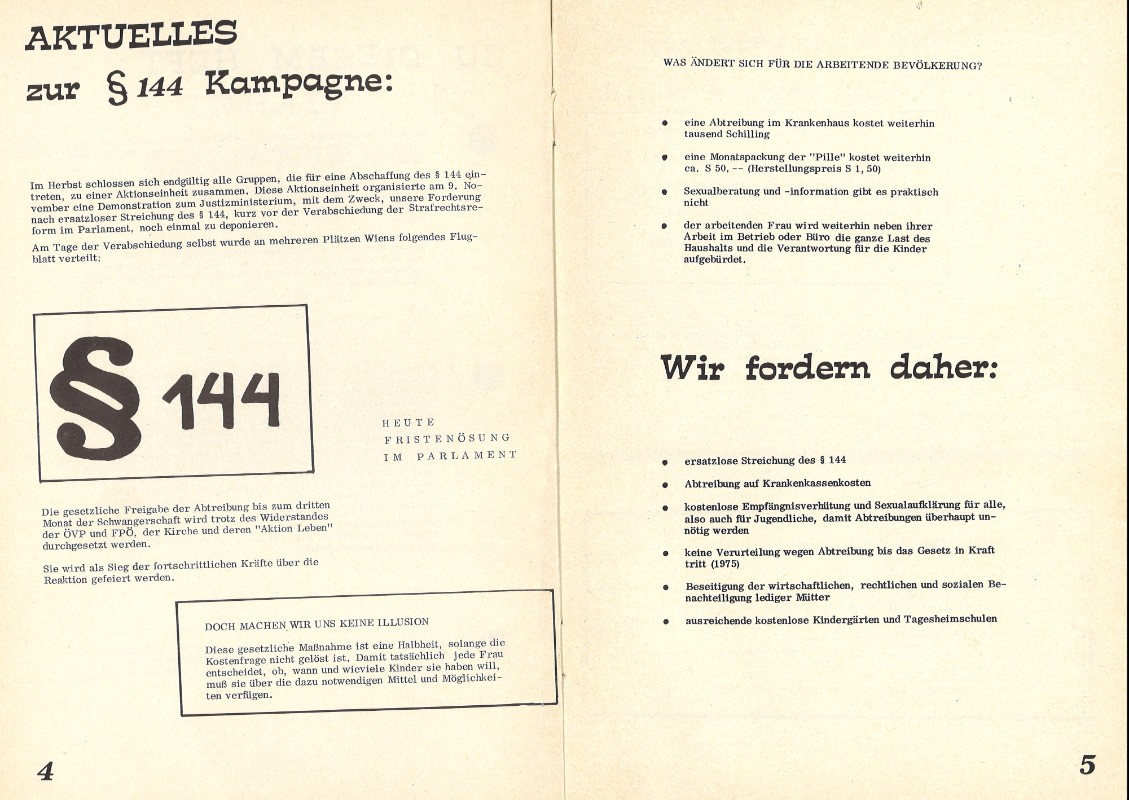 AKTUELLES
zur § 144 Kampagne:
Im Herbst schlossen sich endgültig alle Gruppen, die für eine Abschaffung des § 144 ein-
treten, zu einer Aktionseinheit zusammen. Diese Aktionseinheit organisierte am 9. No-
vember eine Demonstration zum Justizministerium, mit dem Zweck, unsere Forderung
nach ersatzloser Streichung des § 144, kurz vor der Verabschiedung der Strafrechtsre-
form im Parlament, noch einmal zu deponieren.
Am Tage der Verabschiedung selbst wurde an mehreren Plätzen Wiens folgendes Flug-
blatt verteilt:
§ 144
HEUTE
FRISTENÖSUNG
IM PARLAMENT
Die gesetzliche Freigabe der Abtreibung bis zum dritten
Monat der Schwangerschaft wird trotz des Widerstandes
der ÖVP und FPÖ, der Kirche und deren "Aktion Leben"
durchgesetzt werden.
Sie wird als Sieg der fortschrittlichen Kräfte über die
Reaktion gefeiert werden.
DOCH MACHEN WIR UNS KEINE ILLUSION
Diese gesetzliche Maßnahme ist eine Halbheit, solange die
Kostenfrage nicht gelöst ist. Damit tatsächlich jede Frau
entscheidet, ob, wann und wieviele Kinder sie haben will,
muß sie über die dazu notwendigen Mittel und Möglichkei-
ten verfügen.
4
WAS ÄNDERT SICH FÜR DIE ARBEITENDE BEVÖLKERUNG?
• eine Abtreibung im Krankenhaus kostet weiterhin
tausend Schilling
• eine Monatspackung der "Pille" kostet weiterhin
ca. S 50, -- (Herstellungspreis S 1, 50)
• Sexualberatung und -information gibt es praktisch
nicht
• der arbeitenden Frau wird weiterhin neben ihrer
Arbeit im Betrieb oder Büro die ganze Last des
Haushalts und die Verantwortung für die Kinder
aufgebürdet.
Wir fordern daher:
• ersatzlose Streichung des § 144
• Abtreibung auf Krankenkassenkosten
• kostenlose Empfängnisverhütung und Sexualaufklärung für alle,
also auch für Jugendliche, damit Abtreibungen überhaupt un-
nötig werden
• keine Verurteilung wegen Abtreibung bis das Gesetz in Kraft
tritt (1975)
• Beseitigung der wirtschaftlichen, rechtlichen und sozialen Be-
nachteiligung lediger Mütter
• ausreichende kostenlose Kindergärten und Tagesheimschulen
5